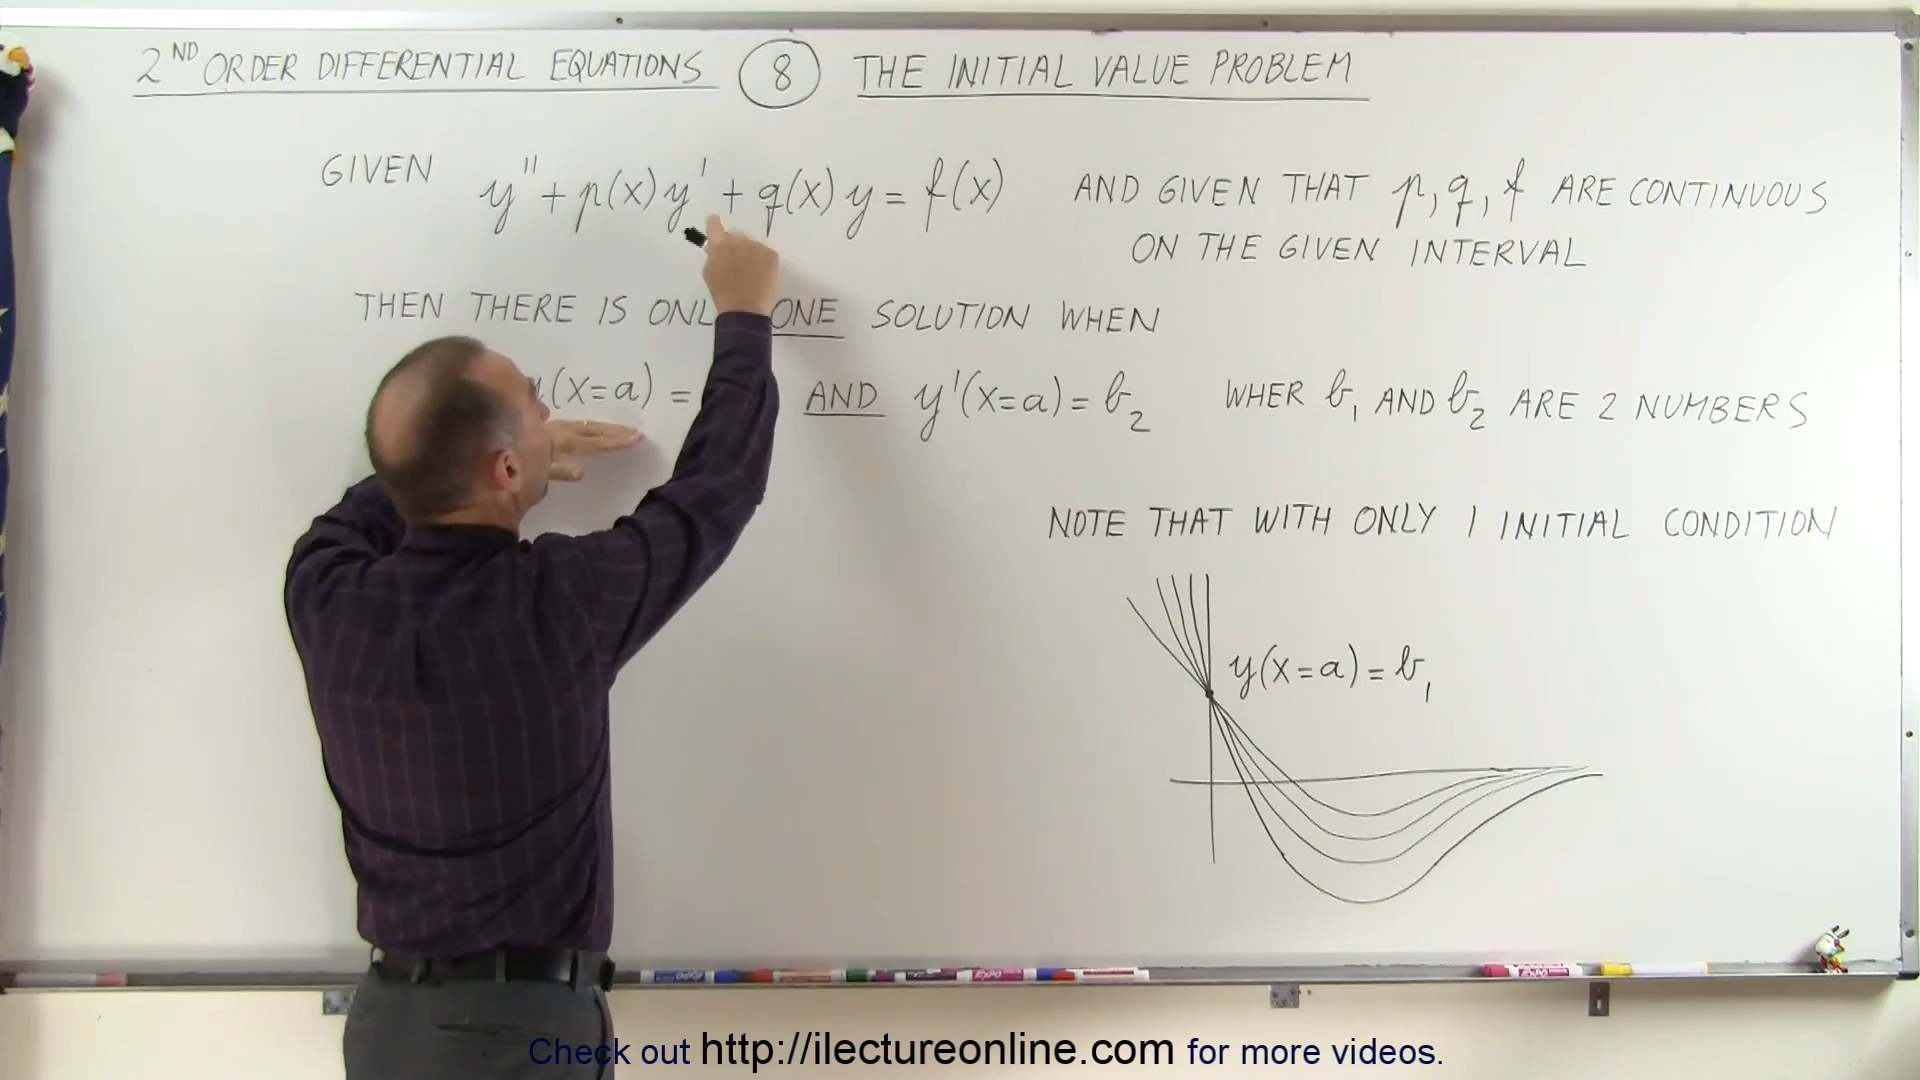 2ND ORDER DIFFERENTIAL EQUATIONS 8 THE INITIAL VALUE PROBLEM
GIVEN y" + p(x) y' + q(x) y = f(x) AND GIVEN THAT p, q, f ARE CONTINUOUS
ON THE GIVEN INTERVAL
THEN THERE IS ONL ONE SOLUTION WHEN
(x=a) = AND y'(x=a) = b2 WHER b1 AND b2 ARE 2 NUMBERS
NOTE THAT WITH ONLY 1 INITIAL CONDITION
y(x=a) = b1
Check out http://ilectureonline.com for more videos.